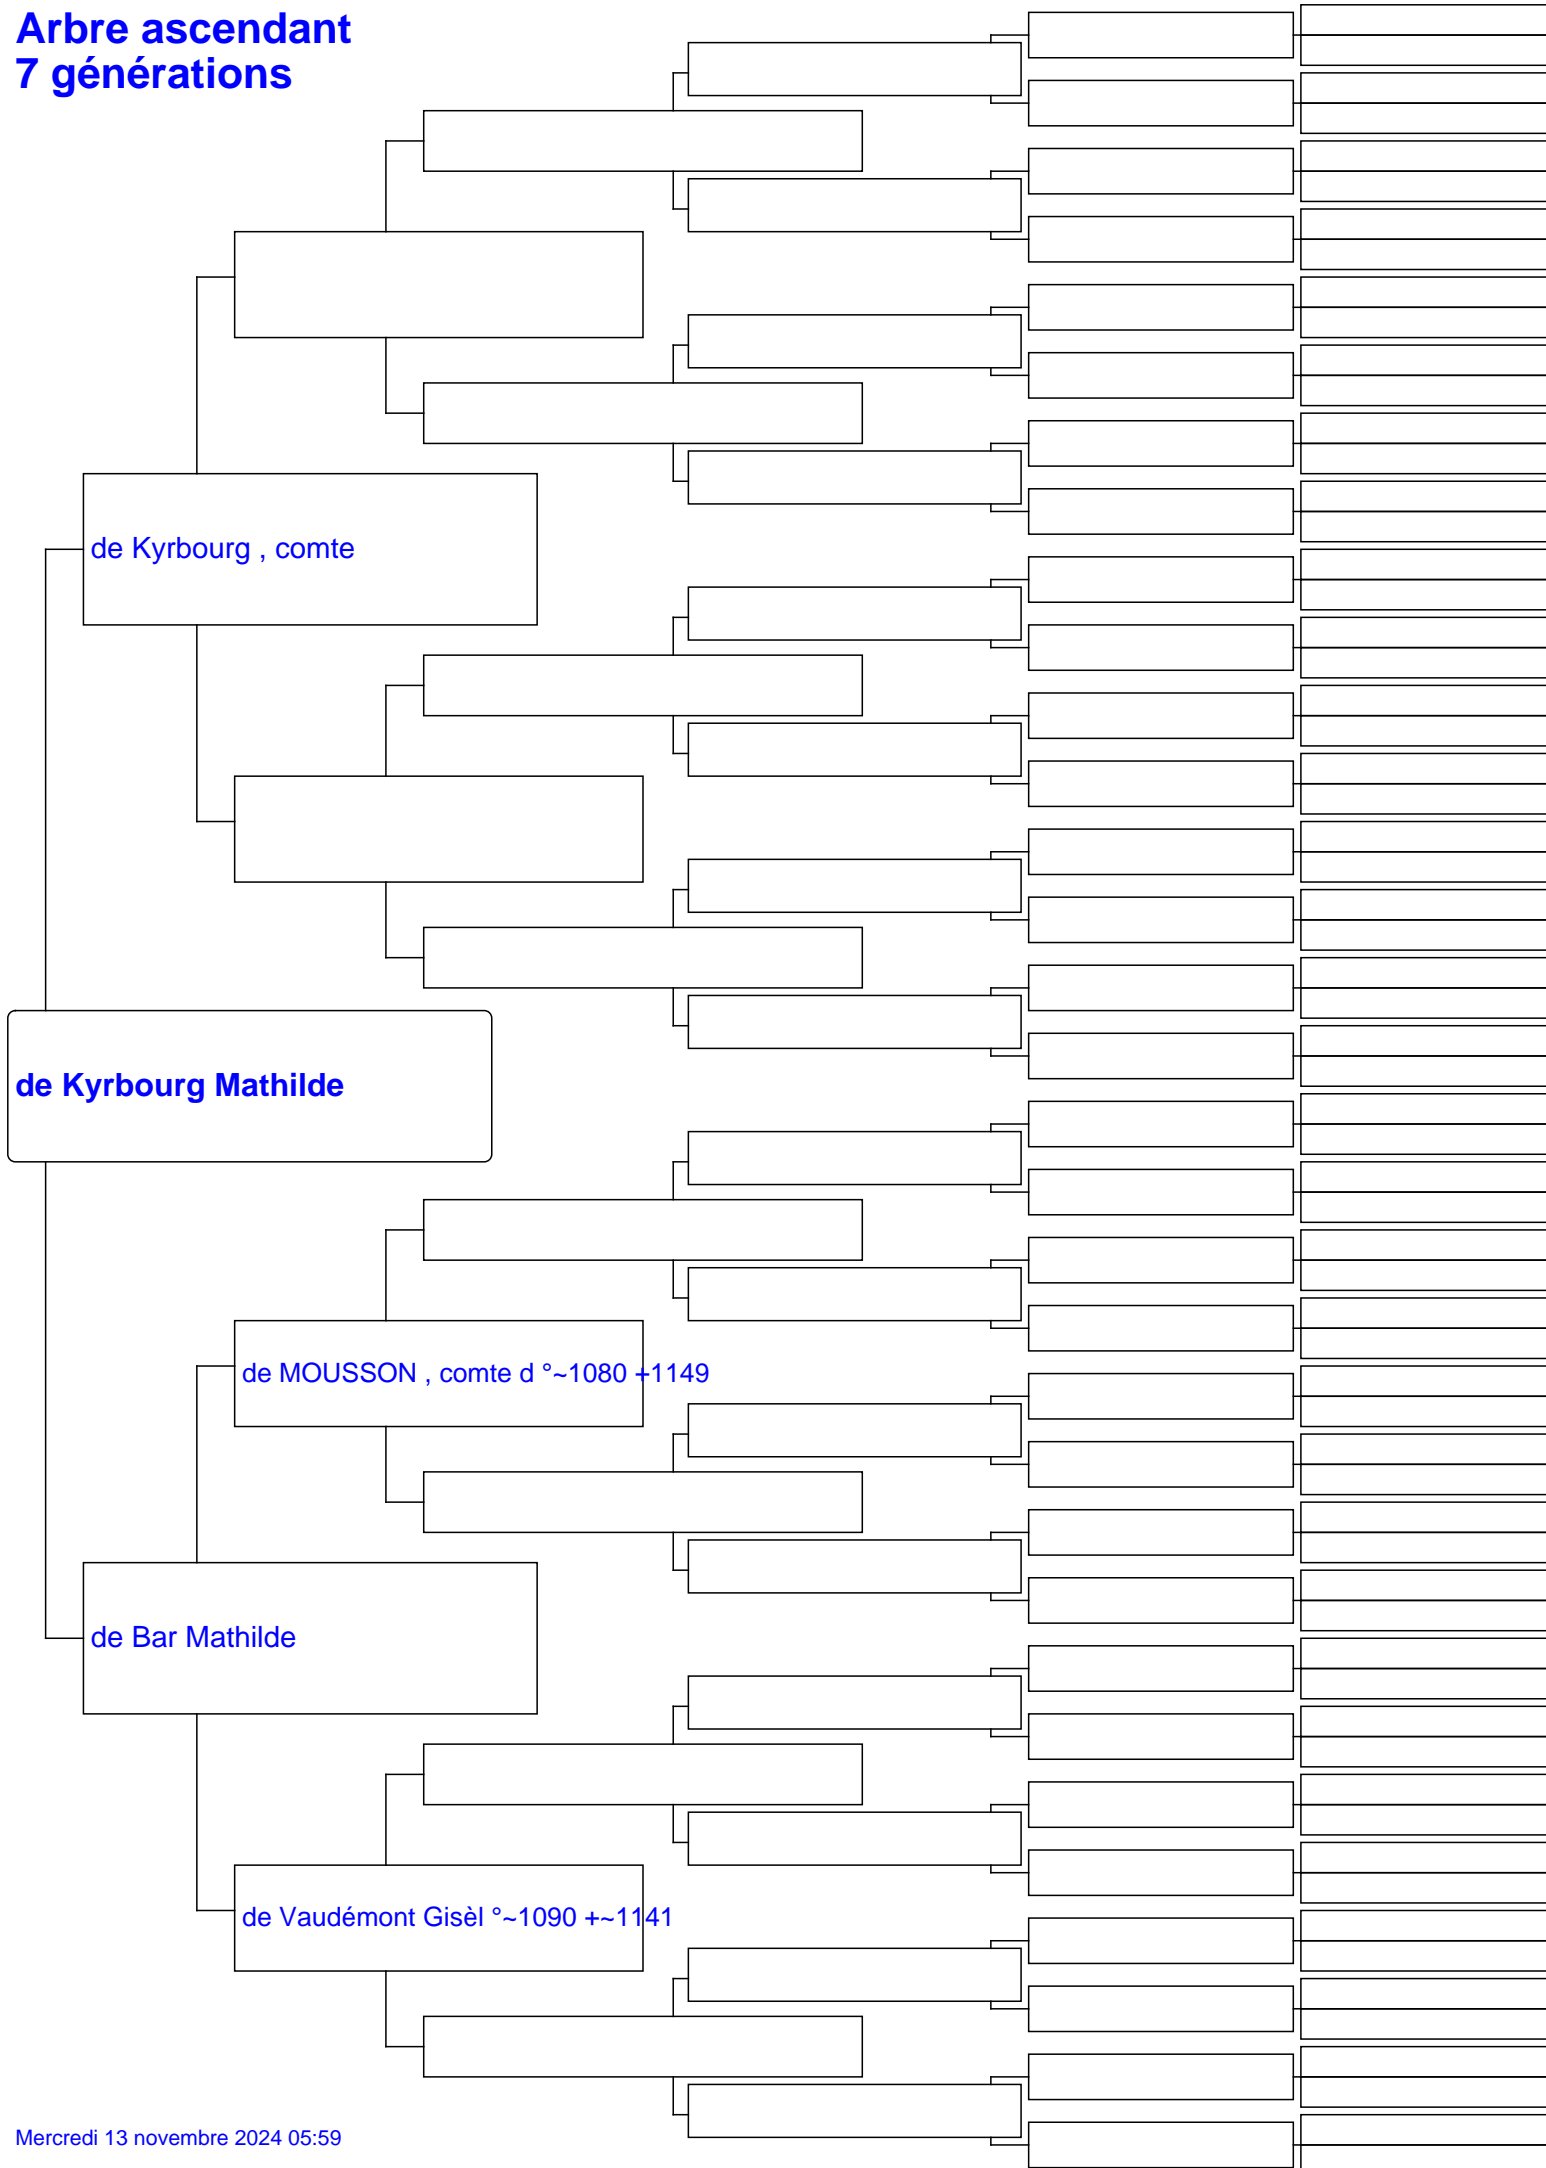 Arbre ascendant
7 générations
de Kyrbourg , comte
de Kyrbourg Mathilde
de MOUSSON , comte d °~1080 +1149
de Bar Mathilde
de Vaudémont Gisèl °~1090 +~1141
Mercredi 13 novembre 2024 05:59